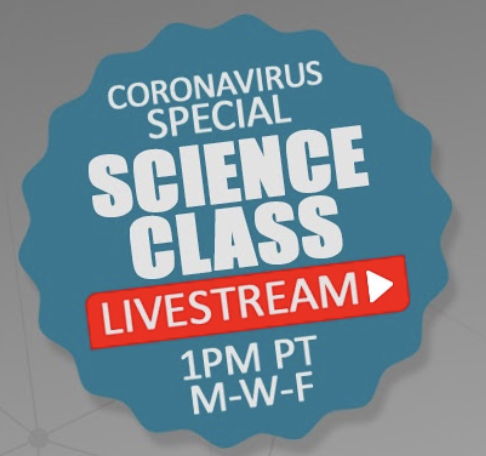 CORONAVIRUS
SPECIAL
SCIENCE
CLASS
LIVESTREAM
1PM PT
M-W-F